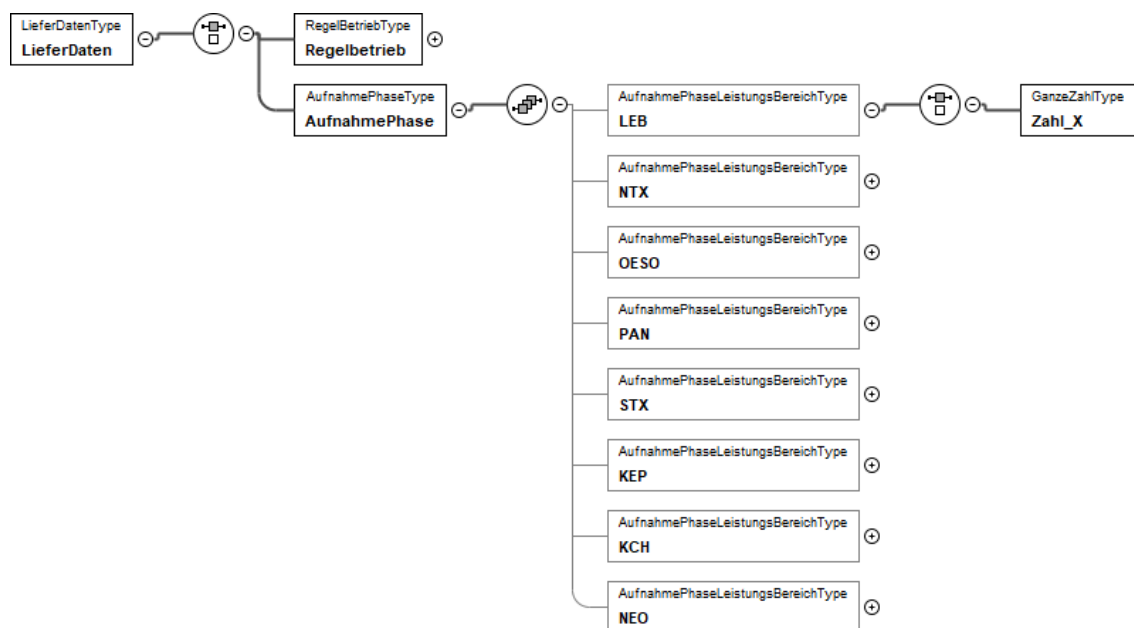 LieferDatenType
LieferDaten
RegelBetriebType
Regelbetrieb
AufnahmePhaseType
AufnahmePhase
AufnahmePhaseLeistungsBereichType
LEB
GanzeZahlType
Zahl_X
AufnahmePhaseLeistungsBereichType
NTX
AufnahmePhaseLeistungsBereichType
OESO
AufnahmePhaseLeistungsBereichType
PAN
AufnahmePhaseLeistungsBereichType
STX
AufnahmePhaseLeistungsBereichType
KEP
AufnahmePhaseLeistungsBereichType
KCH
AufnahmePhaseLeistungsBereichType
NEO